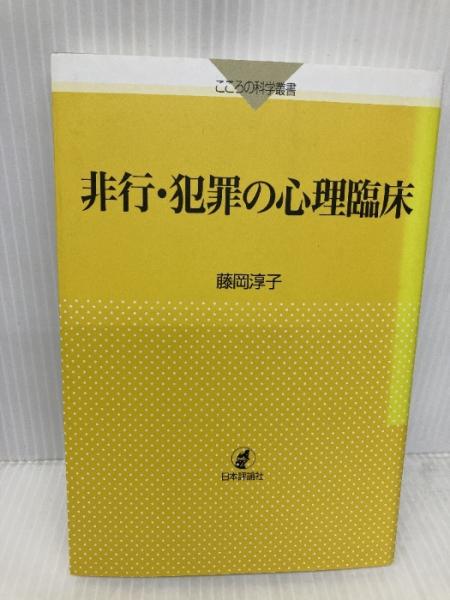 こころの科学叢書
非行・犯罪の心理臨床
藤岡淳子
日本評論社